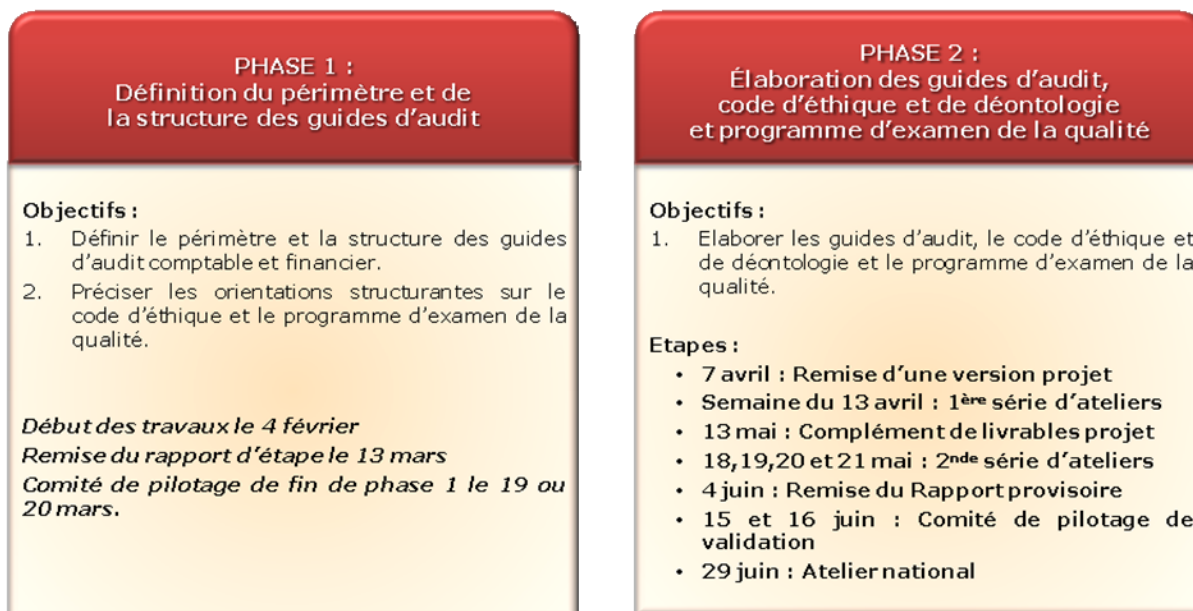 PHASE 1 :
Définition du périmètre et de
la structure des guides d'audit
Objectifs :
1. Définir le périmètre et la structure des guides
d'audit comptable et financier.
2. Préciser les orientations structurantes sur le
code d'éthique et le programme d'examen de la
qualité.
Début des travaux le 4 février
Remise du rapport d'étape le 13 mars
Comité de pilotage de fin de phase 1 le 19 ou
20 mars.
PHASE 2 :
Élaboration des guides d'audit,
code d'éthique et de déontologie
et programme d'examen de la qualité
Objectifs :
1. Elaborer les guides d'audit, le code d'éthique et
de déontologie et le programme d'examen de la
qualité.
Etapes :
• 7 avril : Remise d'une version projet
• Semaine du 13 avril : 1ère série d'ateliers
• 13 mai : Complément de livrables projet
• 18,19,20 et 21 mai : 2nde série d'ateliers
• 4 juin : Remise du Rapport provisoire
• 15 et 16 juin : Comité de pilotage de
validation
• 29 juin : Atelier national